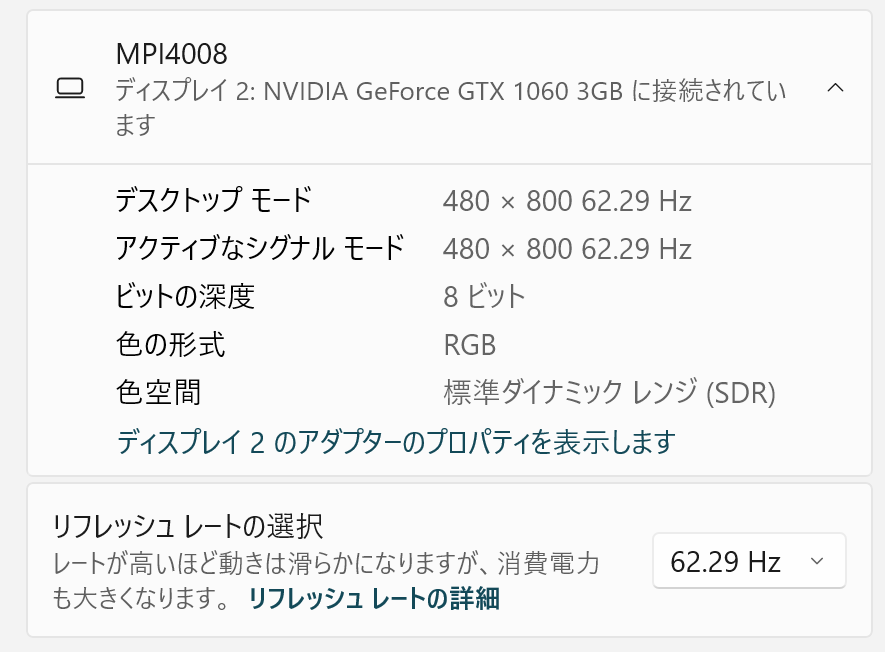 MPI4008
ディスプレイ 2: NVIDIA GeForce GTX 1060 3GB に接続されてい
ます
デスクトップ モード 480 × 800 62.29 Hz
アクティブなシグナル モード 480 × 800 62.29 Hz
ビットの深度 8 ビット
色の形式 RGB
色空間 標準ダイナミック レンジ (SDR)
ディスプレイ 2 のアダプターのプロパティを表示します
リフレッシュ レートの選択
レートが高いほど動きは滑らかになりますが、消費電力
も大きくなります。 リフレッシュ レートの詳細
62.29 Hz